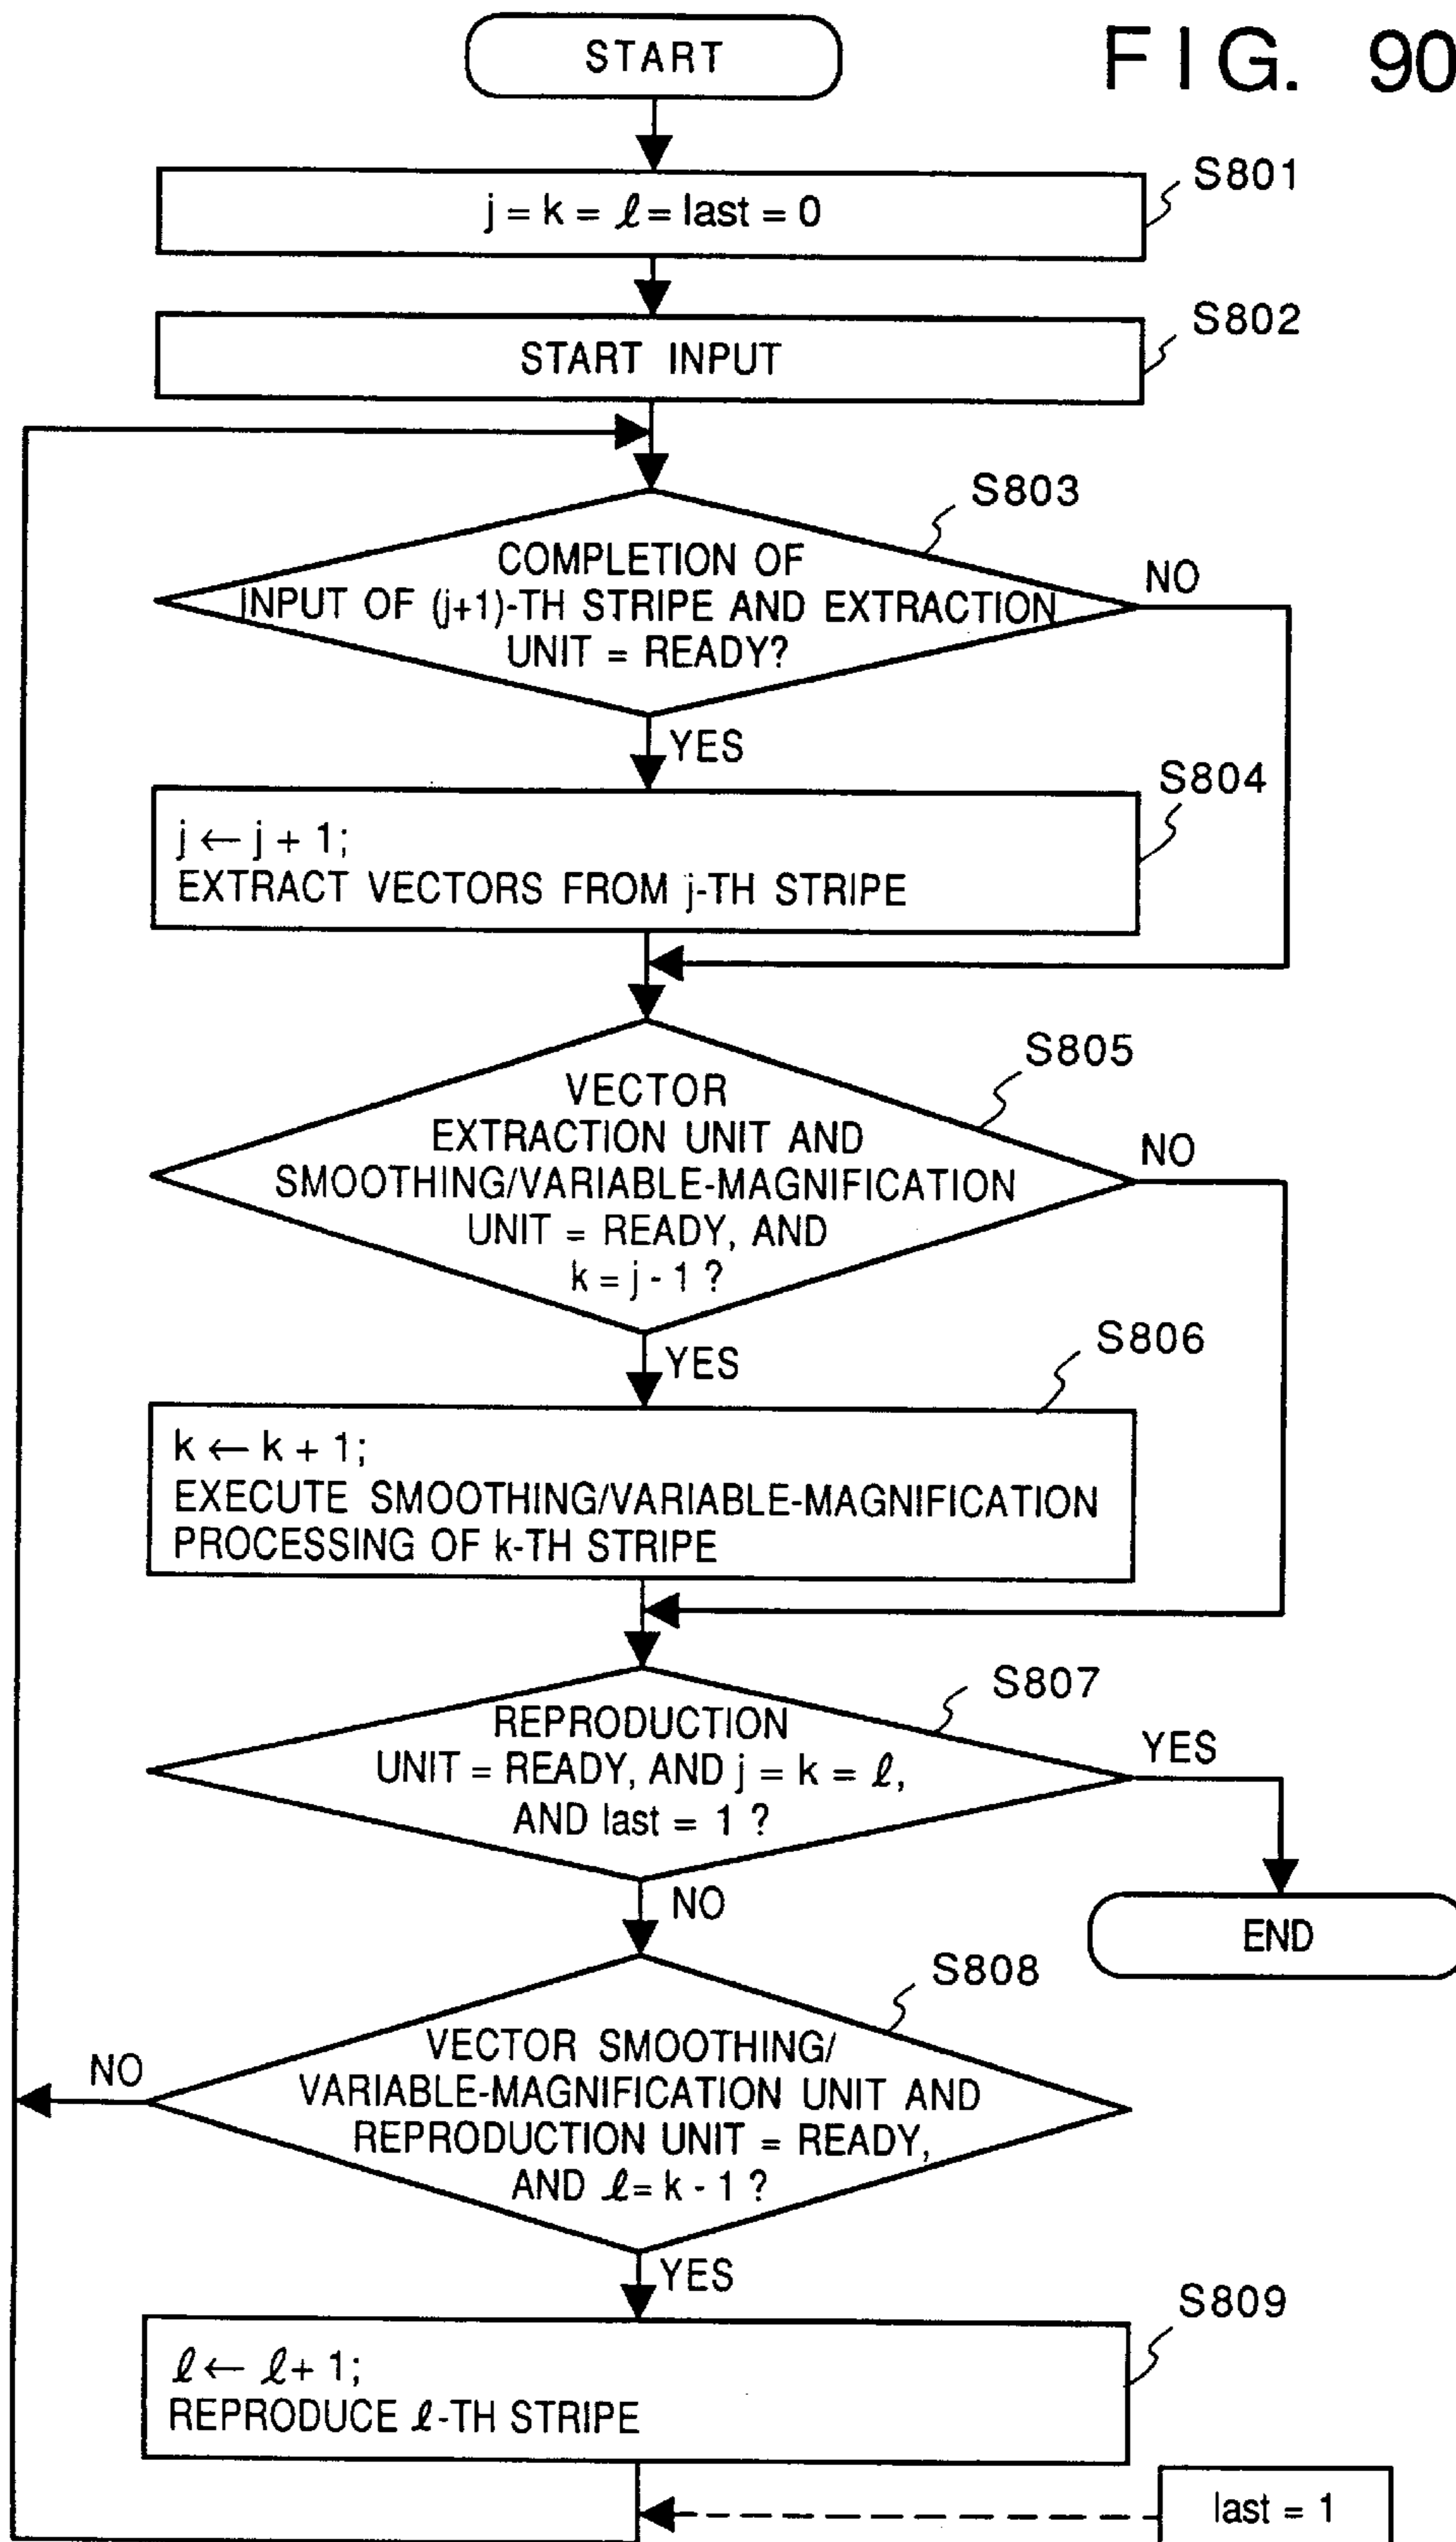 START
FIG. 90
S801
j = k = ℓ = last = 0
S802
START INPUT
S803
COMPLETION OF
INPUT OF (j+1)-TH STRIPE AND EXTRACTION
UNIT = READY?
NO
YES
S804
j ← j + 1;
EXTRACT VECTORS FROM j-TH STRIPE
S805
VECTOR
EXTRACTION UNIT AND
SMOOTHING/VARIABLE-MAGNIFICATION
UNIT = READY, AND
k = j - 1 ?
NO
YES
S806
k ← k + 1;
EXECUTE SMOOTHING/VARIABLE-MAGNIFICATION
PROCESSING OF k-TH STRIPE
S807
REPRODUCTION
UNIT = READY, AND j = k = ℓ,
AND last = 1 ?
YES
NO
END
S808
VECTOR SMOOTHING/
VARIABLE-MAGNIFICATION UNIT AND
REPRODUCTION UNIT = READY,
AND ℓ = k - 1 ?
NO
YES
S809
ℓ ← ℓ + 1;
REPRODUCE ℓ-TH STRIPE
last = 1